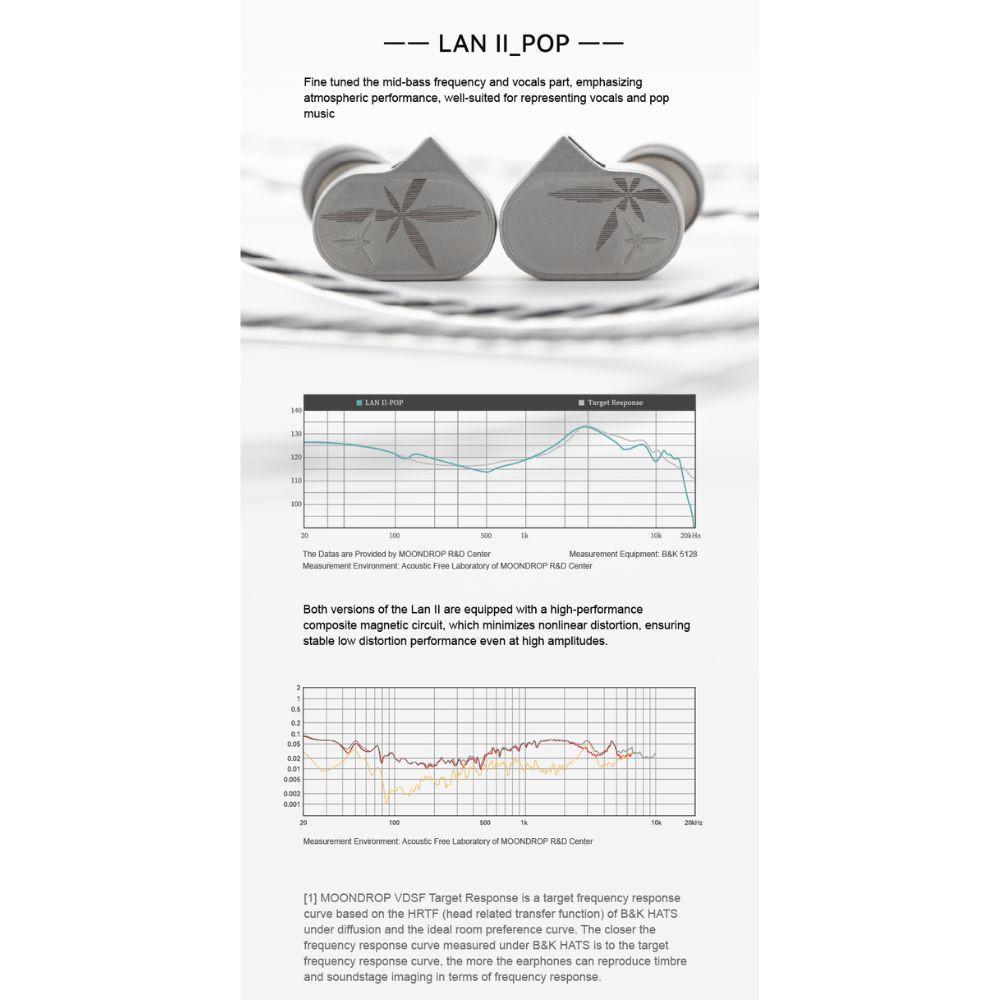 —— LAN II_POP ——
Fine tuned the mid-bass frequency and vocals part, emphasizing
atmospheric performance, well-suited for representing vocals and pop
music
LAN II-POP
Target Response
140
130
120
110
100
20 100 500 1k 10k 20kHz
The Datas are Provided by MOONDROP R&D Center
Measurement Equipment: B&K 5128
Measurement Environment: Acoustic Free Laboratory of MOONDROP R&D Center
Both versions of the Lan II are equipped with a high-performance
composite magnetic circuit, which minimizes nonlinear distortion, ensuring
stable low distortion performance even at high amplitudes.
2
1
0.5
0.2
0.1
0.05
0.02
0.01
0.005
0.002
0.001
20 100 500 1k 10k 20kHz
Measurement Environment: Acoustic Free Laboratory of MOONDROP R&D Center
[1] MOONDROP VDSF Target Response is a target frequency response
curve based on the HRTF (head related transfer function) of B&K HATS
under diffusion and the ideal room preference curve. The closer the
frequency response curve measured under B&K HATS is to the target
frequency response curve, the more the earphones can reproduce timbre
and soundstage imaging in terms of frequency response.